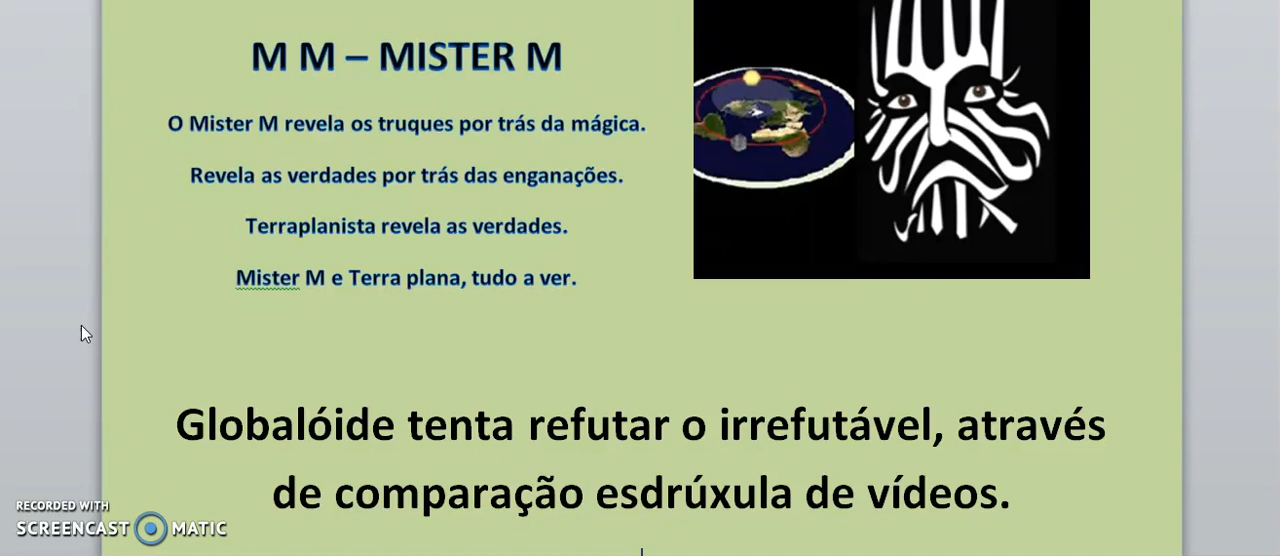 M M – MISTER M
O Mister M revela os truques por trás da mágica.
Revela as verdades por trás das enganações.
Terraplanista revela as verdades.
Mister M e Terra plana, tudo a ver.
Globalóide tenta refutar o irrefutável, através
de comparação esdrúxula de vídeos.
RECORDED WITH
SCREENCAST MATIC